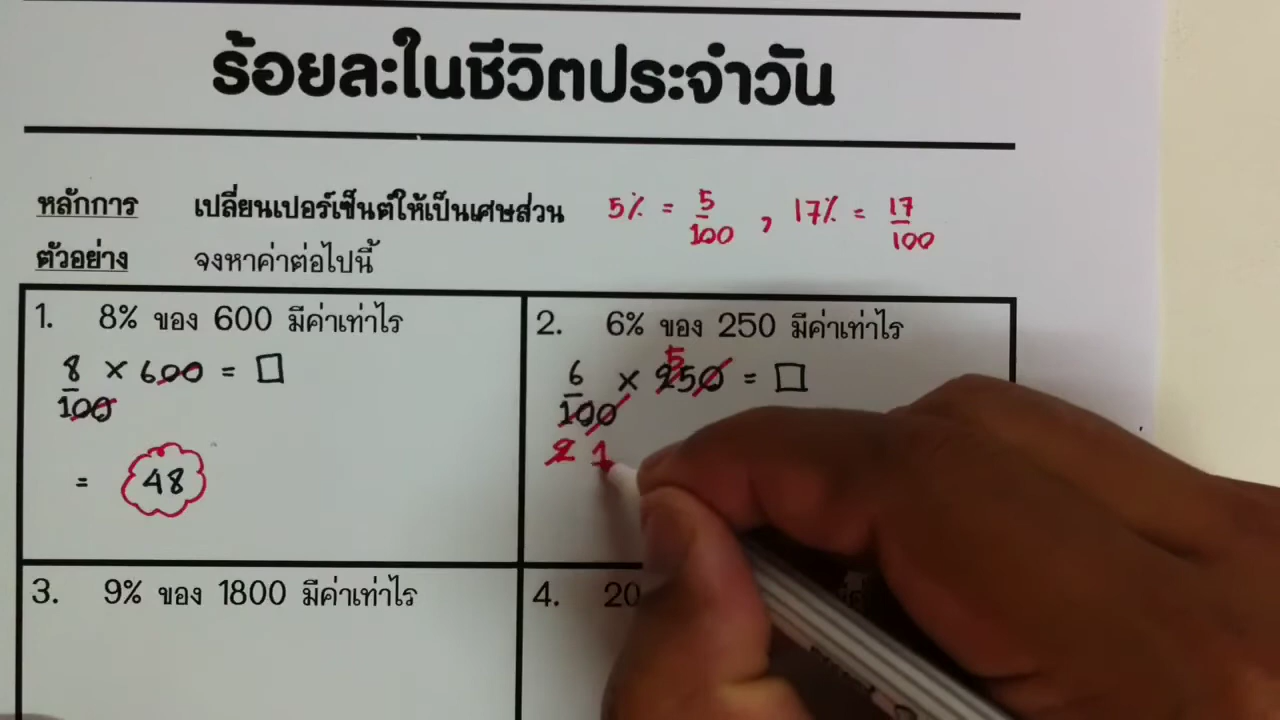 ร้อยละในชีวิตประจำวัน
หลักการ เปลี่ยนเปอร์เซ็นต์ให้เป็นเศษส่วน 5% = 5/100 , 17% = 17/100
ตัวอย่าง จงหาค่าต่อไปนี้
1. 8% ของ 600 มีค่าเท่าไร
8/100 × 600 = □
= 48
2. 6% ของ 250 มีค่าเท่าไร
5
6/100 × 250 = □
2 1
3. 9% ของ 1800 มีค่าเท่าไร
4. 20